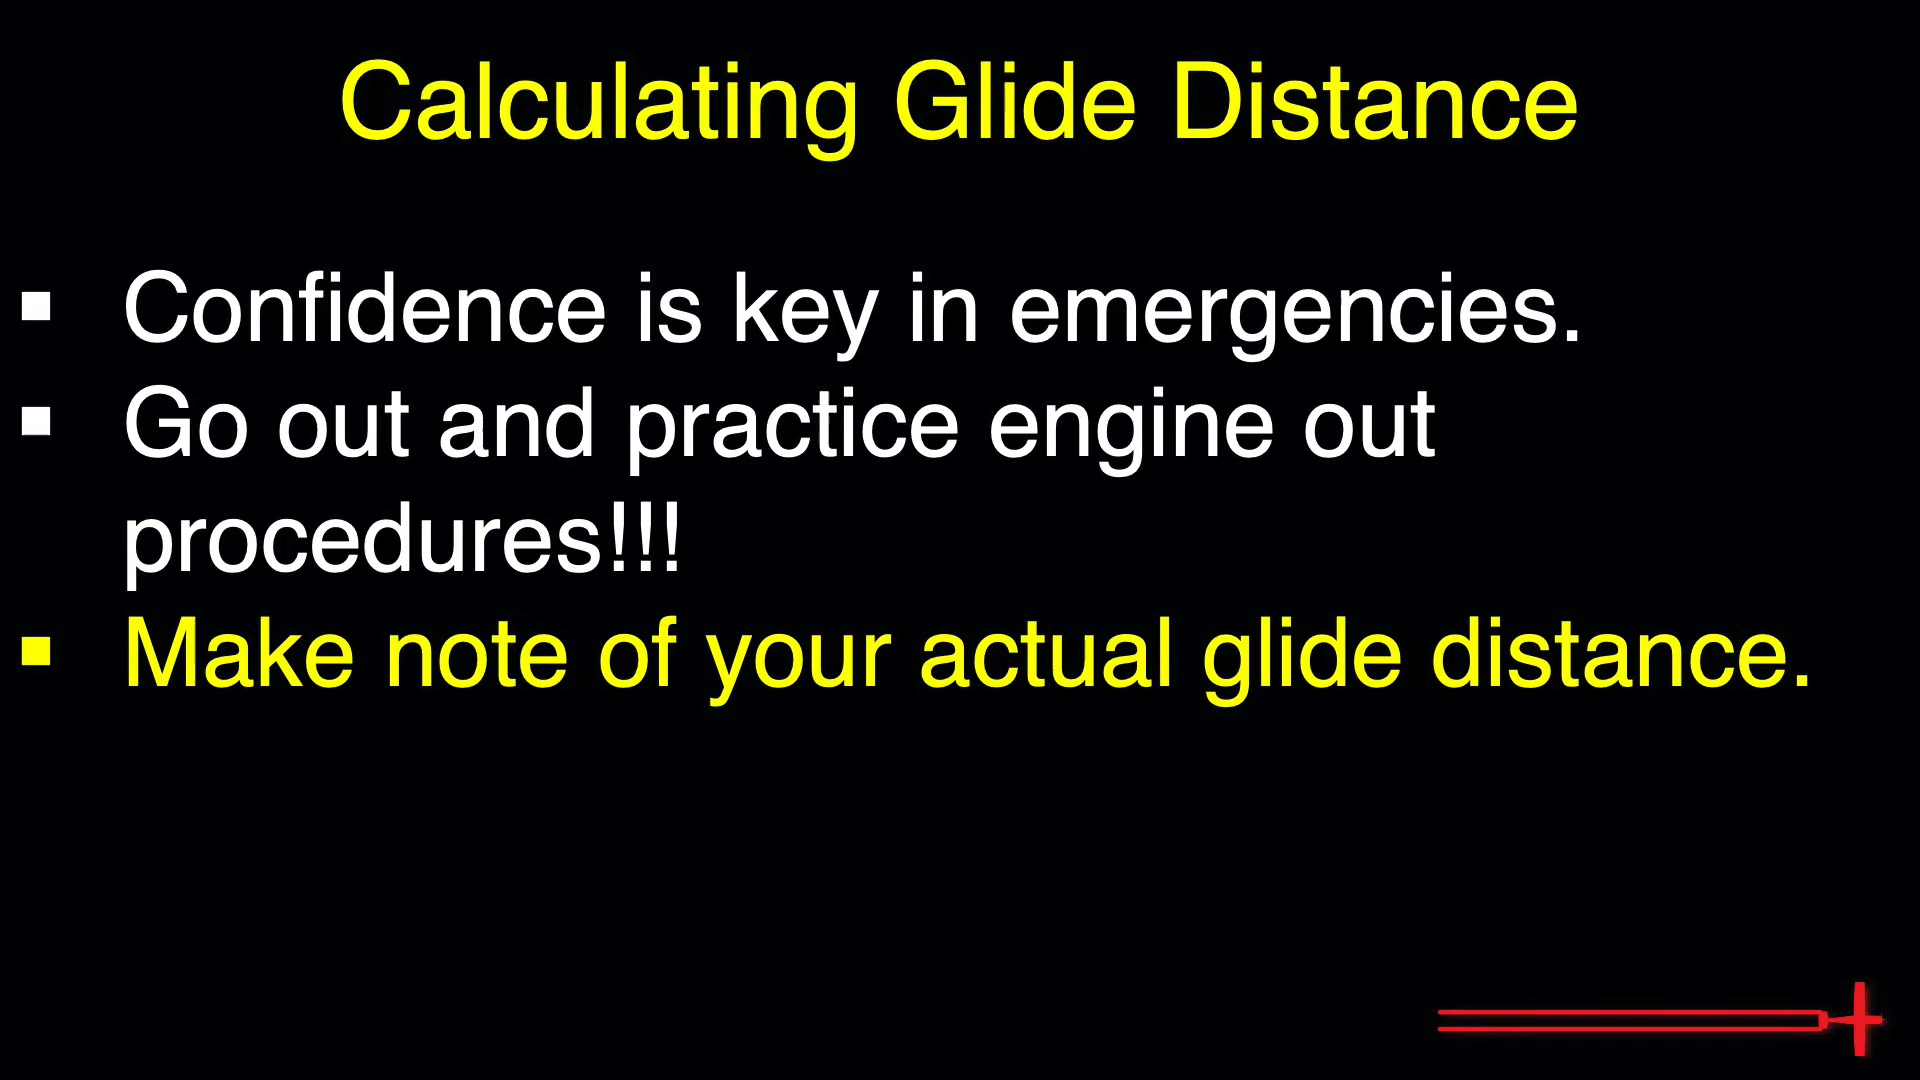 Calculating Glide Distance
▪ Confidence is key in emergencies.
▪ Go out and practice engine out
procedures!!!
▪ Make note of your actual glide distance.